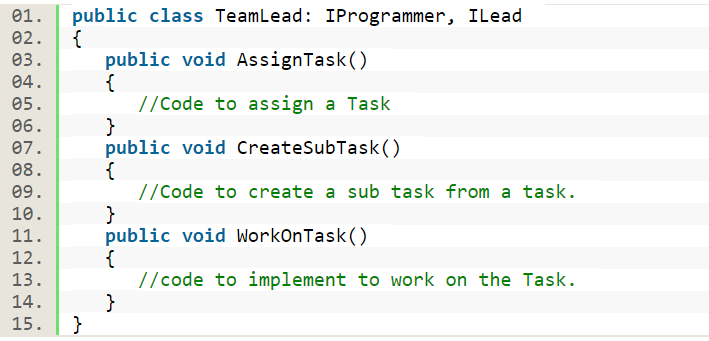 01. public class TeamLead: IProgrammer, ILead
02. {
03.    public void AssignTask()
04.    {
05.       //Code to assign a Task
06.    }
07.    public void CreateSubTask()
08.    {
09.       //Code to create a sub task from a task.
10.    }
11.    public void WorkOnTask()
12.    {
13.       //code to implement to work on the Task.
14.    }
15. }